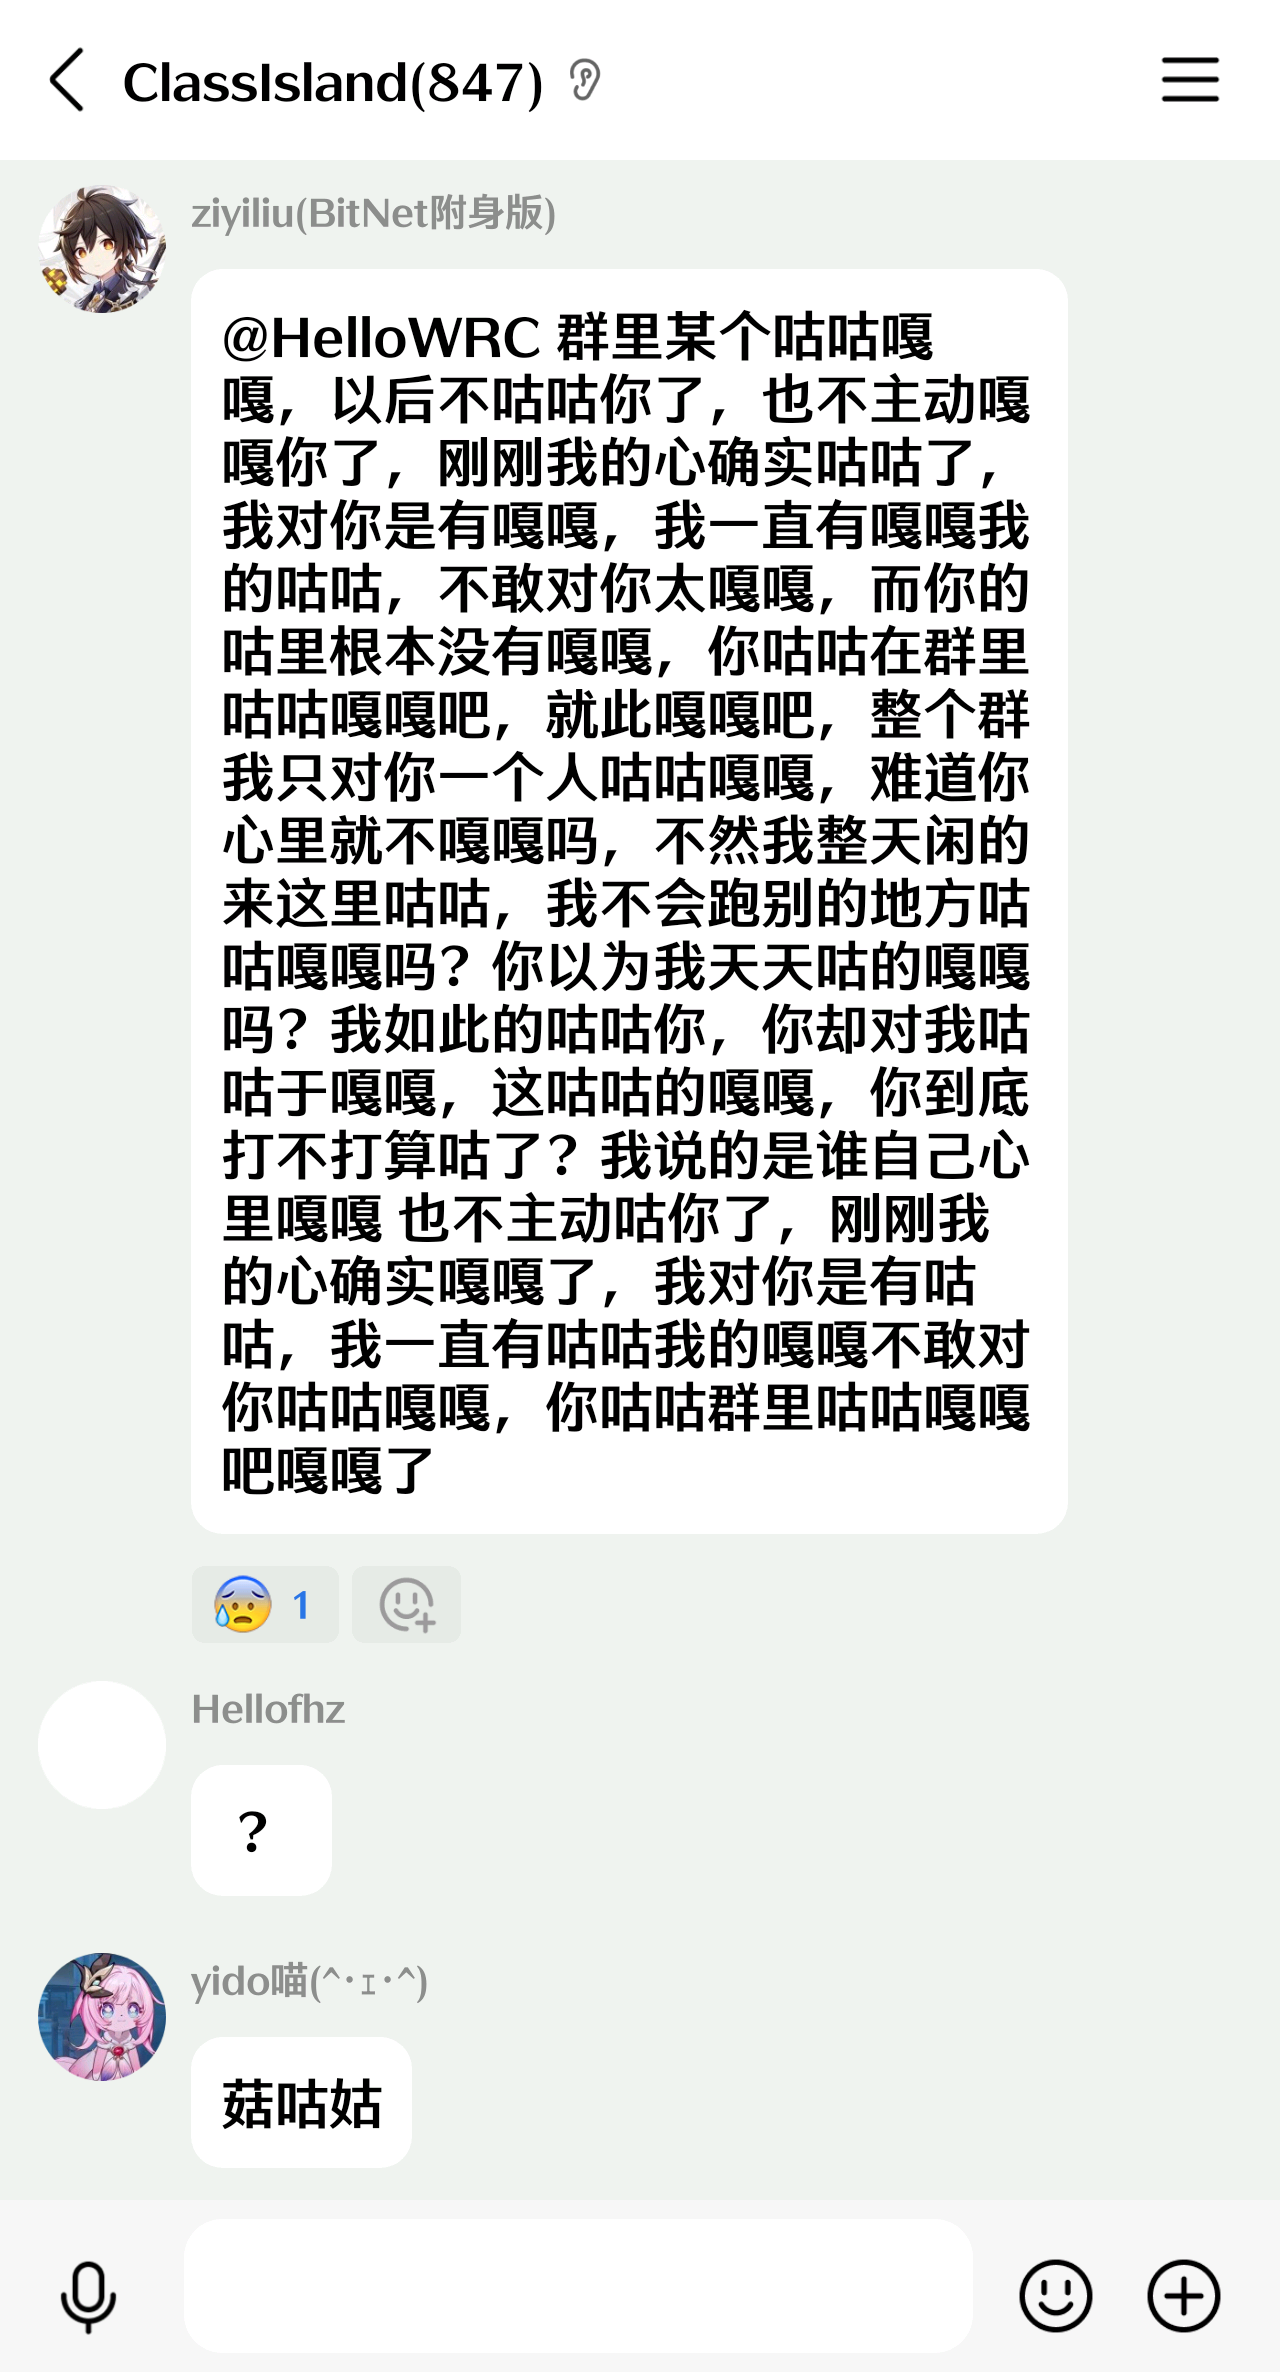 ClassIsland(847)
ziyiliu(BitNet附身版)
@HelloWRC 群里某个咕咕嘎
嘎，以后不咕咕你了，也不主动嘎
嘎你了，刚刚我的心确实咕咕了，
我对你是有嘎嘎，我一直有嘎嘎我
的咕咕，不敢对你太嘎嘎，而你的
咕里根本没有嘎嘎，你咕咕在群里
咕咕嘎嘎吧，就此嘎嘎吧，整个群
我只对你一个人咕咕嘎嘎，难道你
心里就不嘎嘎吗，不然我整天闲的
来这里咕咕，我不会跑别的地方咕
咕嘎嘎吗？你以为我天天咕的嘎嘎
吗？我如此的咕咕你，你却对我咕
咕于嘎嘎，这咕咕的嘎嘎，你到底
打不打算咕了？我说的是谁自己心
里嘎嘎 也不主动咕你了，刚刚我
的心确实嘎嘎了，我对你是有咕
咕，我一直有咕咕我的嘎嘎不敢对
你咕咕嘎嘎，你咕咕群里咕咕嘎嘎
吧嘎嘎了
1
Hellofhz
？
yido喵(^･ɪ･^)
菇咕姑